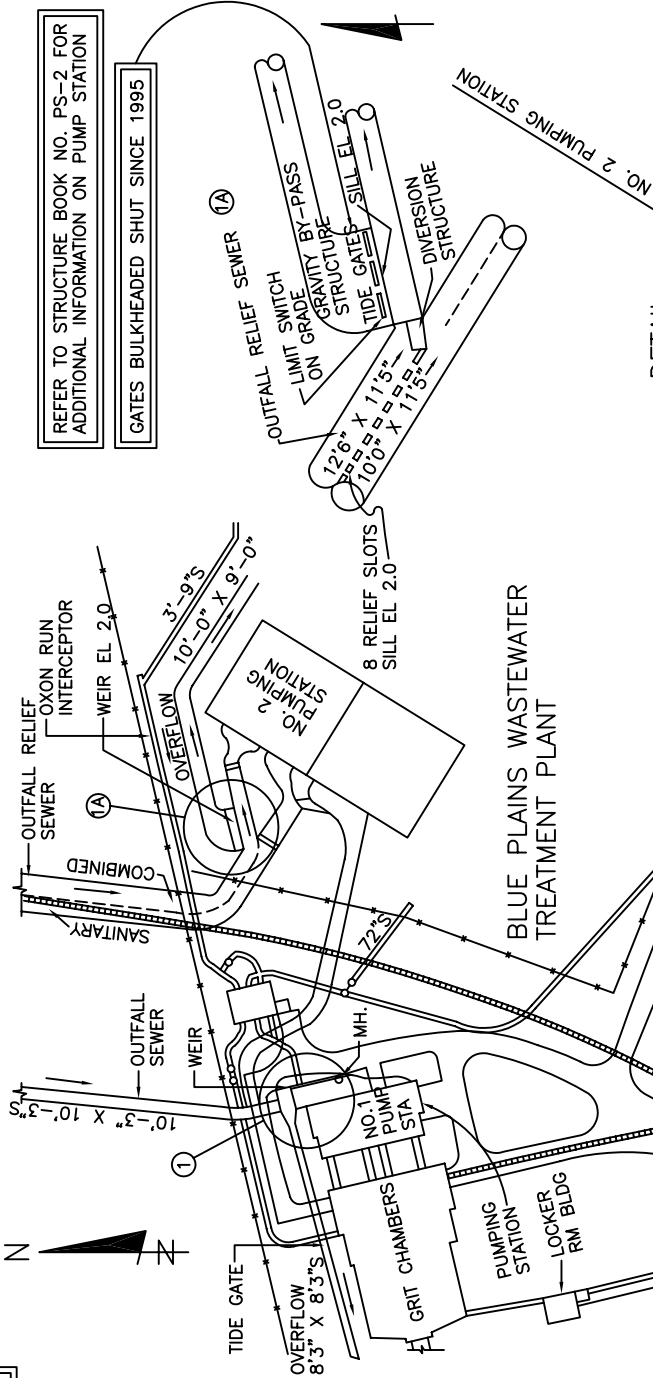 REFER TO STRUCTURE BOOK NO. PS-2 FOR
ADDITIONAL INFORMATION ON PUMP STATION
GATES BULKHEADED SHUT SINCE 1995
1A
OUTFALL RELIEF SEWER
LIMIT SWITCH
ON GRADE
GRAVITY BY-PASS
STRUCTURE
TIDE GATES- SILL EL 2.0
DIVERSION
STRUCTURE
12'6" X 11'5"
10'0" X 11'5"
8 RELIEF SLOTS
SILL EL 2.0
NO. 2 PUMPING STATION
N
OUTFALL RELIEF
SEWER
OXON RUN
INTERCEPTOR
WEIR EL 2.0
3'-9"S
10'-0" X 9'-0"
OVERFLOW
1A
COMBINED
SANITARY
NO. 2
PUMPING
STATION
OUTFALL
SEWER
10'-3" X 10'-3"S
WEIR
1
72"S
MH.
NO.1
PUMP
STA
TIDE GATE
OVERFLOW
8'3" X 8'3"S
GRIT CHAMBERS
PUMPING
STATION
LOCKER
RM BLDG
BLUE PLAINS WASTEWATER
TREATMENT PLANT